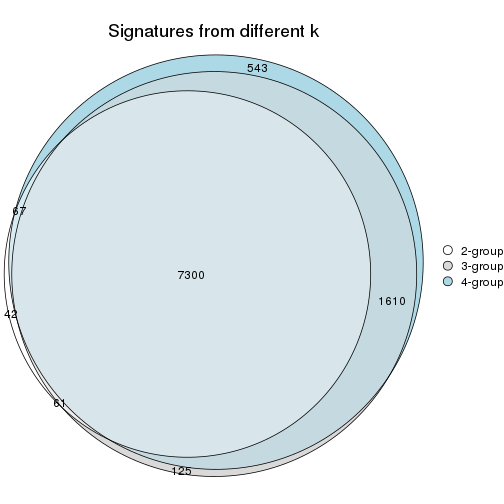 Signatures from different k
543
67
7300
1610
42
61
125
2-group
3-group
4-group